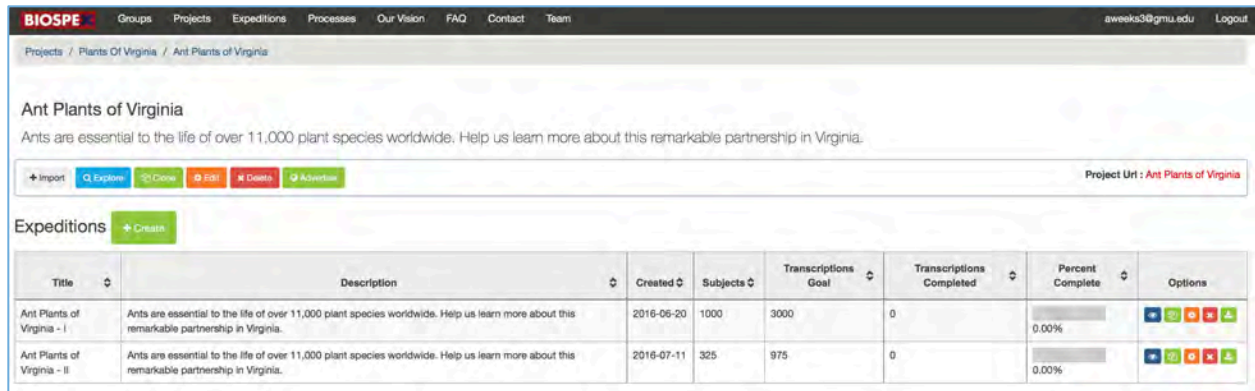 BIOSPEX Groups Projects Expeditions Processes Our Vision FAQ Contact Team aweeks3@gmu.edu Logout
Projects / Plants Of Virginia / Ant Plants of Virginia
Ant Plants of Virginia
Ants are essential to the life of over 11,000 plant species worldwide. Help us learn more about this remarkable partnership in Virginia.
+ Import Explore Clone Edit Delete Advertise Project Url : Ant Plants of Virginia
Expeditions + Create
Title Description Created Subjects Transcriptions Goal Transcriptions Completed Percent Complete Options
Ant Plants of Virginia - I Ants are essential to the life of over 11,000 plant species worldwide. Help us learn more about this remarkable partnership in Virginia. 2016-06-20 1000 3000 0 0.00%
Ant Plants of Virginia - II Ants are essential to the life of over 11,000 plant species worldwide. Help us learn more about this remarkable partnership in Virginia. 2016-07-11 325 975 0 0.00%